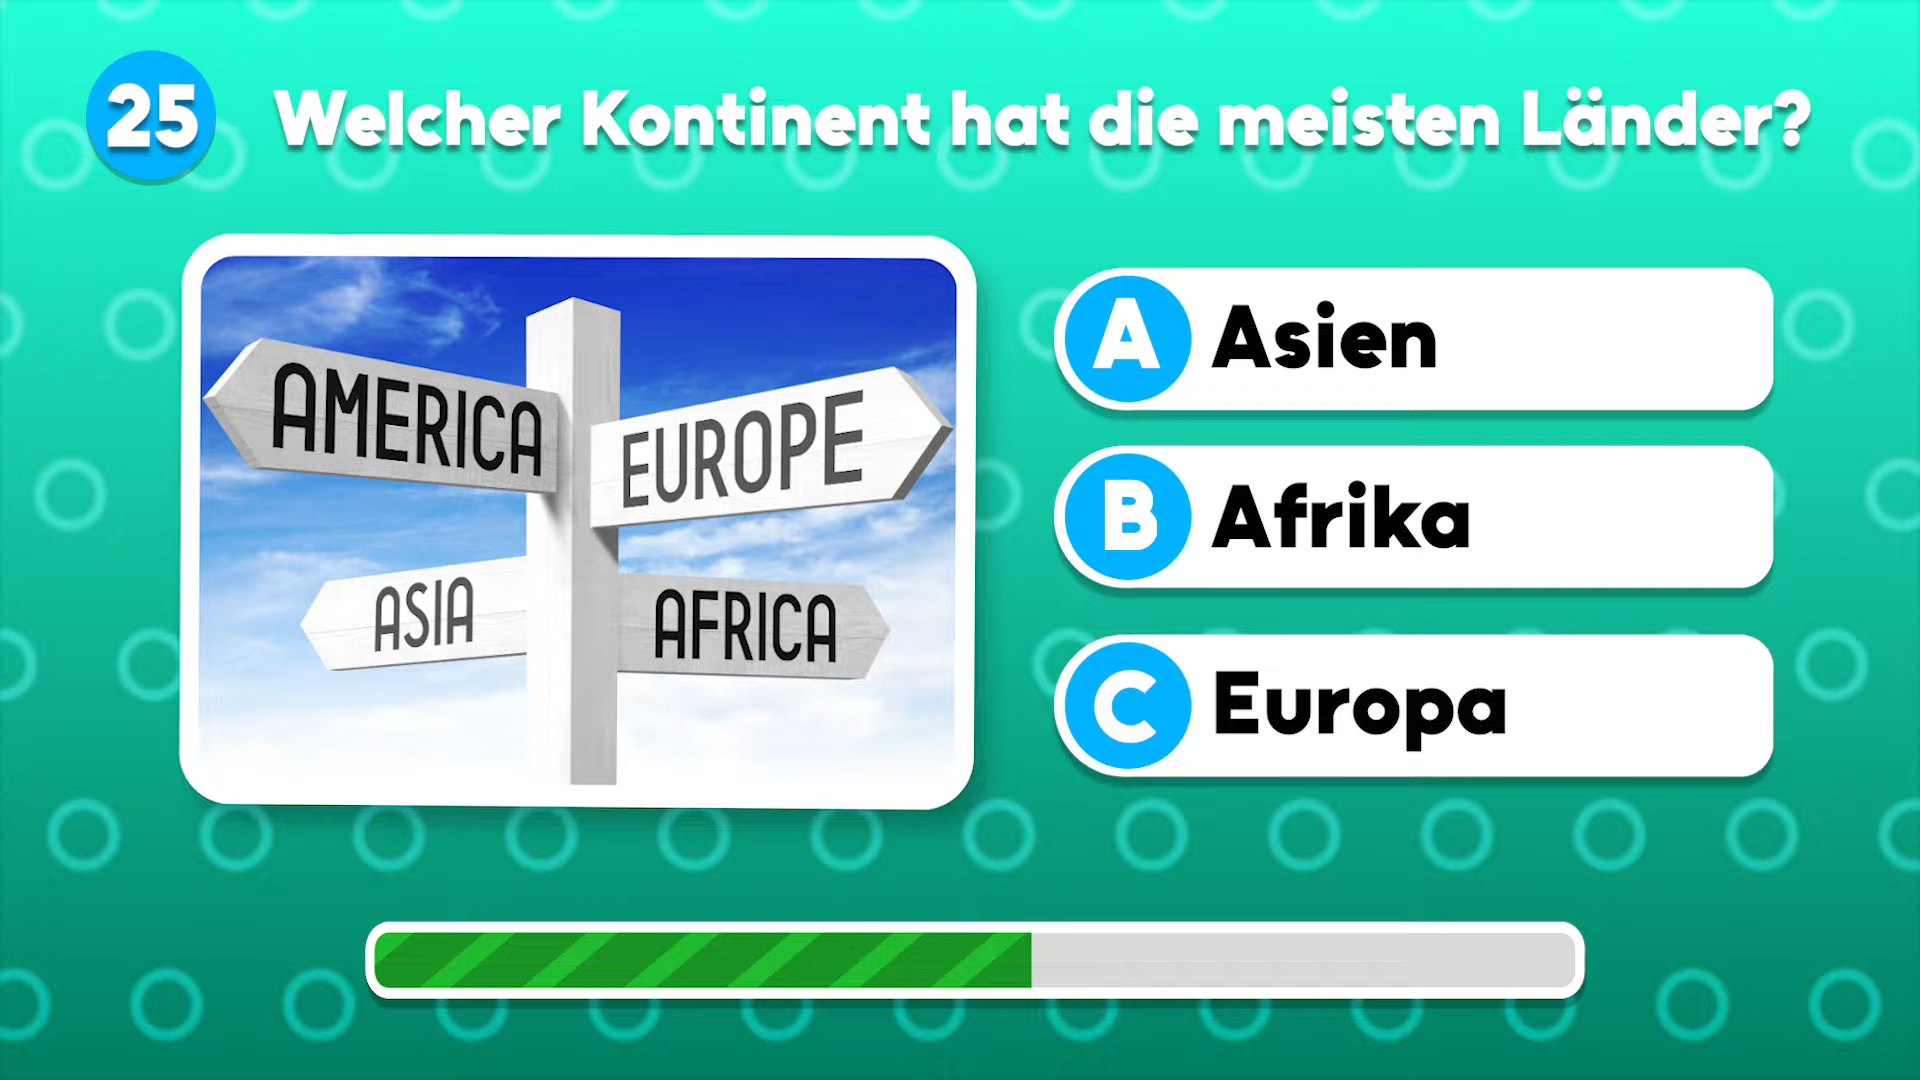 25 Welcher Kontinent hat die meisten Länder?
AMERICA
EUROPE
ASIA
AFRICA
A Asien
B Afrika
C Europa